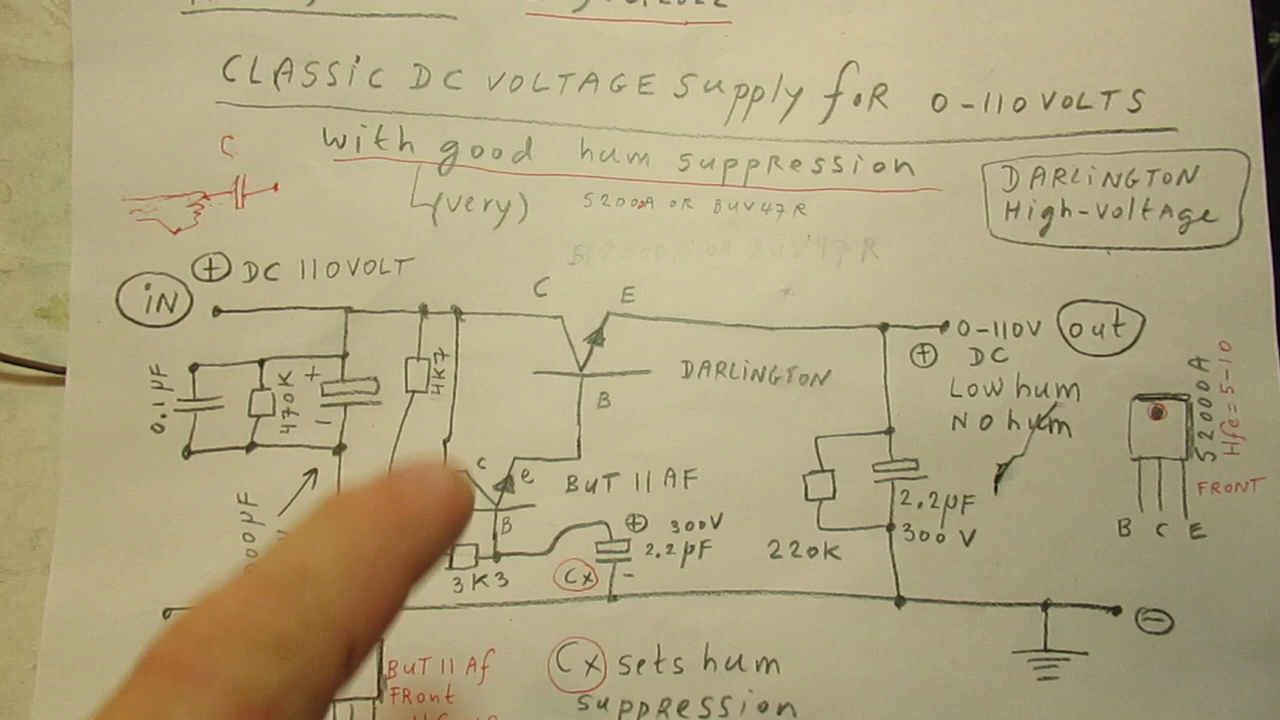 CLASSIC DC VOLTAGE Supply foR 0-110 VOLTS
with good hum suppression
(very)
S2000A OR BUV47R
DARLINGTON
High-Voltage
C
iN
+ DC 110VOLT
C
E
0-110V
out
+ DC
Low hum
No hum
DARLINGTON
B
0.1µF
470K
+
4K7
C
e
BUT 11 AF
B
+ 300V
2.2µF
Cx
-
3K3
220K
2.2µF
300V
S2000A
Hfe=5-10
FRONT
B C E
-
BUT 11 Af
FRont
Cx sets hum
suppression